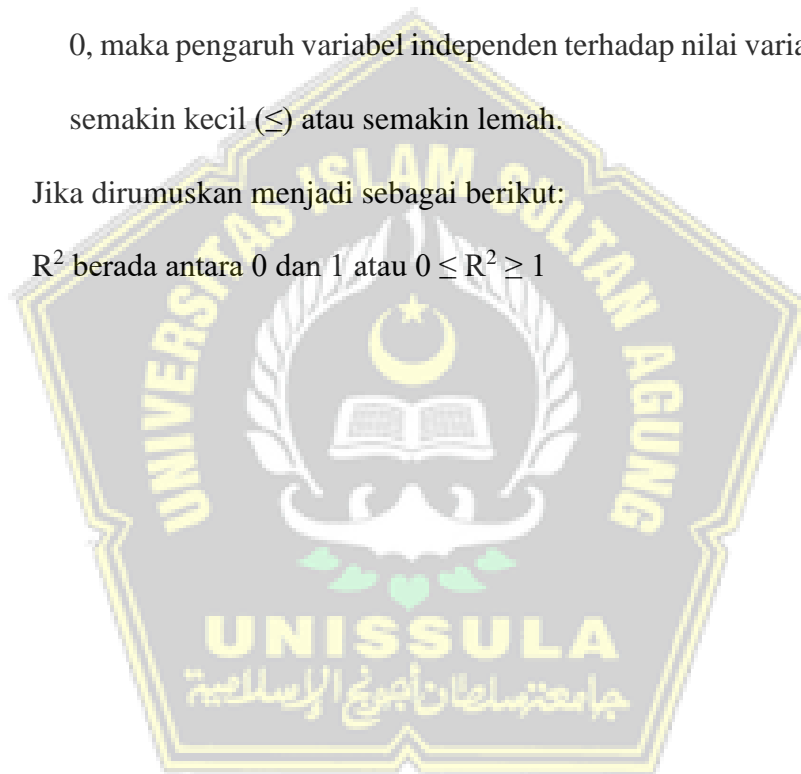 0, maka pengaruh variabel independen terhadap nilai varia
semakin kecil (≤) atau semakin lemah.
Jika dirumuskan menjadi sebagai berikut:
R² berada antara 0 dan 1 atau 0 ≤ R² ≥ 1
UNIVERSITAS ISLAM SULTAN AGUNG
UNISSULA
جامعتسلطان أجونج الإسلامية